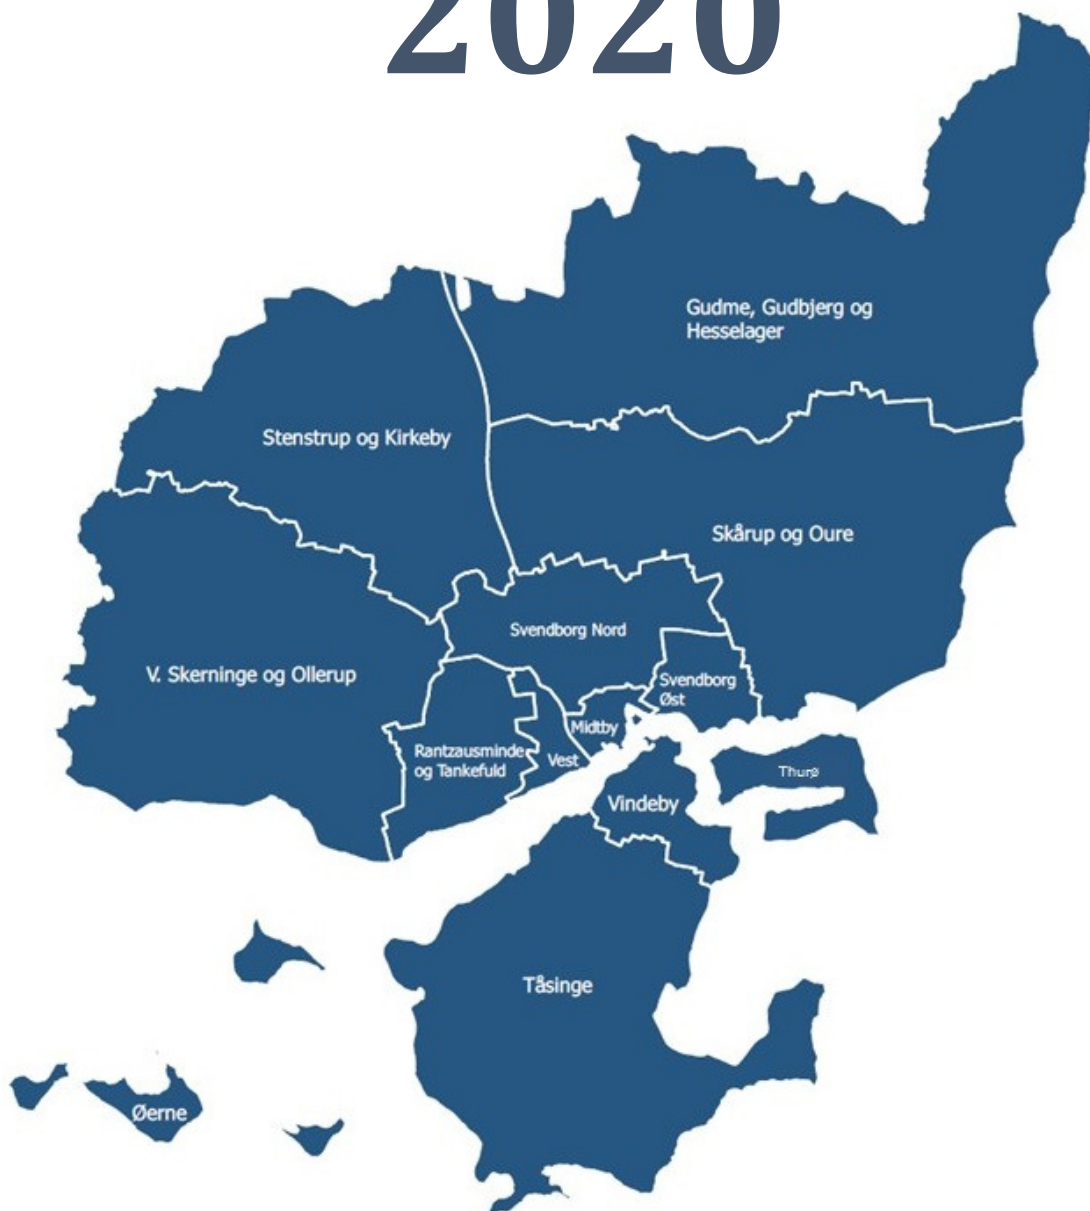 2020
Gudme, Gudbjerg og
Hesselager
Stenstrup og Kirkeby
Skårup og Oure
Svendborg Nord
V. Skerninge og Ollerup
Svendborg
Øst
Midtby
Rantzausminde
og Tankefuld
Vest
Thurø
Vindeby
Tåsinge
Øerne